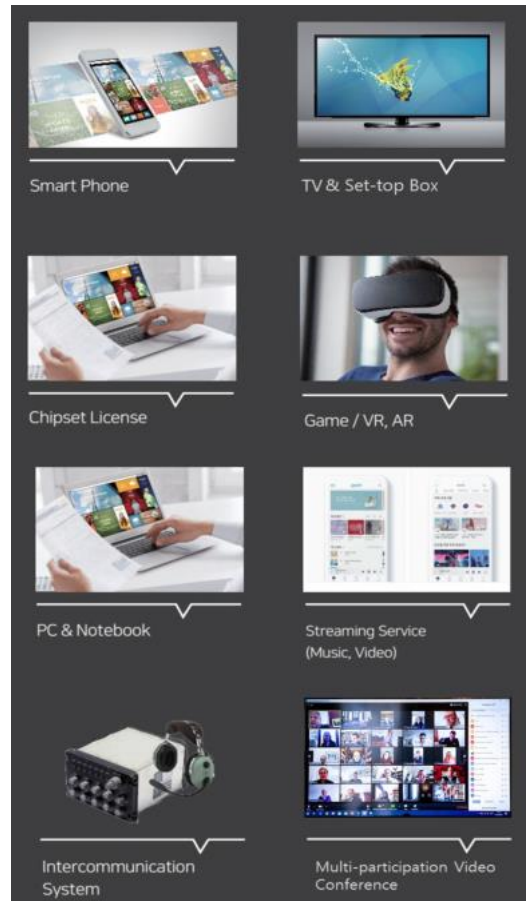 Smart Phone
TV & Set-top Box
Chipset License
Game / VR, AR
PC & Notebook
Streaming Service
(Music, Video)
Intercommunication
System
Multi-participation Video
Conference